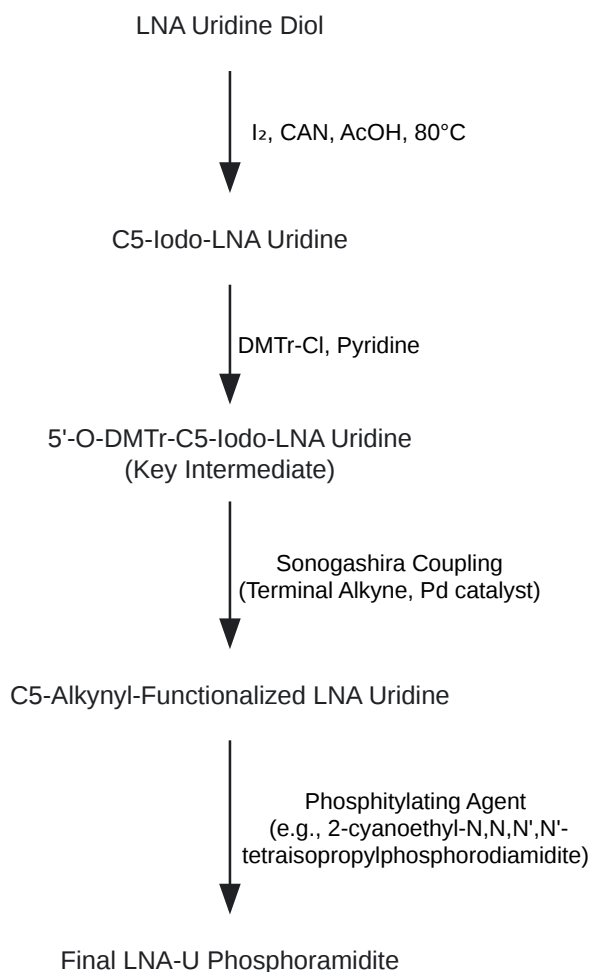 LNA Uridine Diol
I₂, CAN, AcOH, 80°C
C5-Iodo-LNA Uridine
DMTr-Cl, Pyridine
5'-O-DMTr-C5-Iodo-LNA Uridine
(Key Intermediate)
Sonogashira Coupling
(Terminal Alkyne, Pd catalyst)
C5-Alkynyl-Functionalized LNA Uridine
Phosphitylating Agent
(e.g., 2-cyanoethyl-N,N,N',N'-
tetraisopropylphosphorodiamidite)
Final LNA-U Phosphoramidite